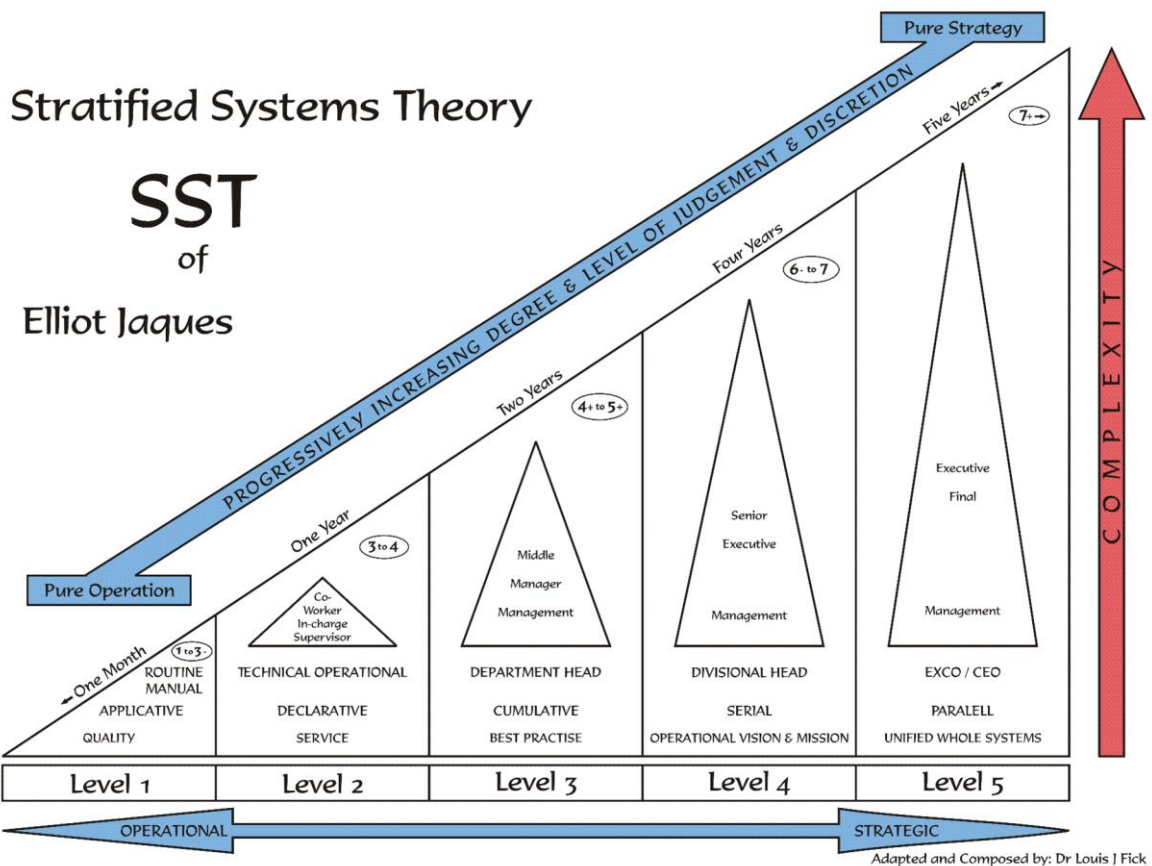 Pure Strategy
Stratified Systems Theory
SST
of
Elliot Jaques
PROGRESSIVELY INCREASING DEGREE & LEVEL OF JUDGEMENT & DISCRETION
Pure Operation
COMPLEXITY
←One Month
One Year
Two Years
Four Years
Five Years→
1 to 3-
3 to 4
4+ to 5+
6- to 7
7+→
ROUTINE
MANUAL
APPLICATIVE
QUALITY
Co-
Worker
In-charge
Supervisor
TECHNICAL OPERATIONAL
DECLARATIVE
SERVICE
Middle
Manager
Management
DEPARTMENT HEAD
CUMULATIVE
BEST PRACTISE
Senior
Executive
Management
DIVISIONAL HEAD
SERIAL
OPERATIONAL VISION & MISSION
Executive
Final
Management
EXCO / CEO
PARALELL
UNIFIED WHOLE SYSTEMS
Level 1
Level 2
Level 3
Level 4
Level 5
OPERATIONAL
STRATEGIC
Adapted and Composed by: Dr Louis J Fick